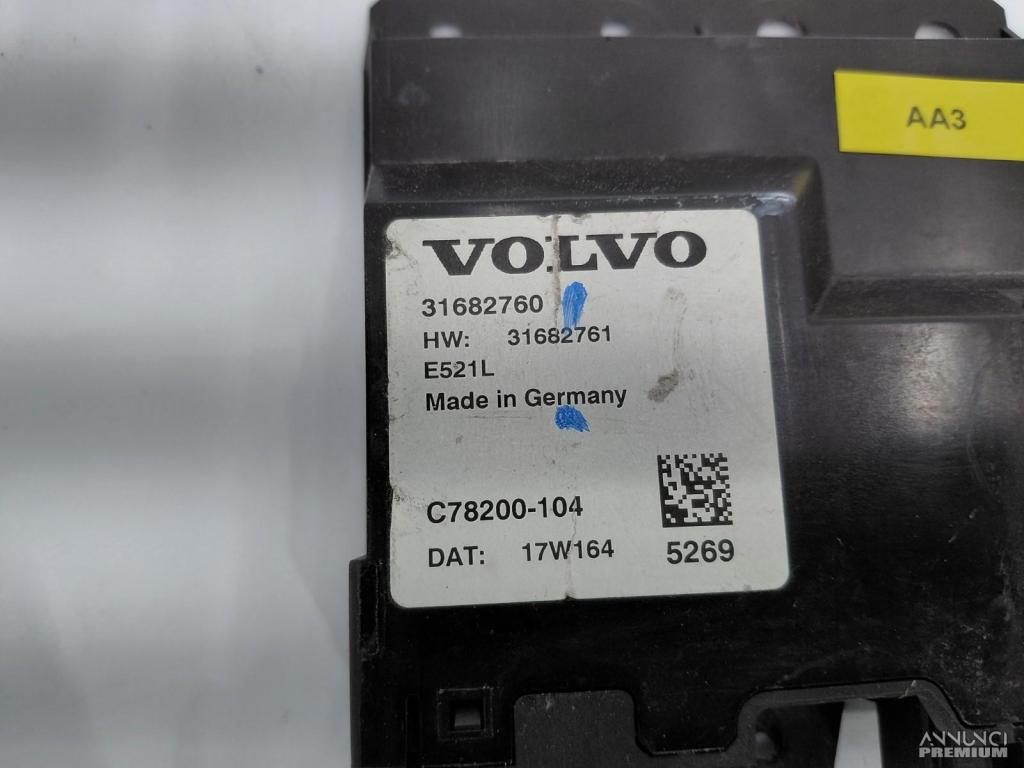 AA3
VOLVO
31682760
HW: 31682761
E521L
Made in Germany
C78200-104
DAT: 17W164
5269
ANNUNCI
PREMIUM